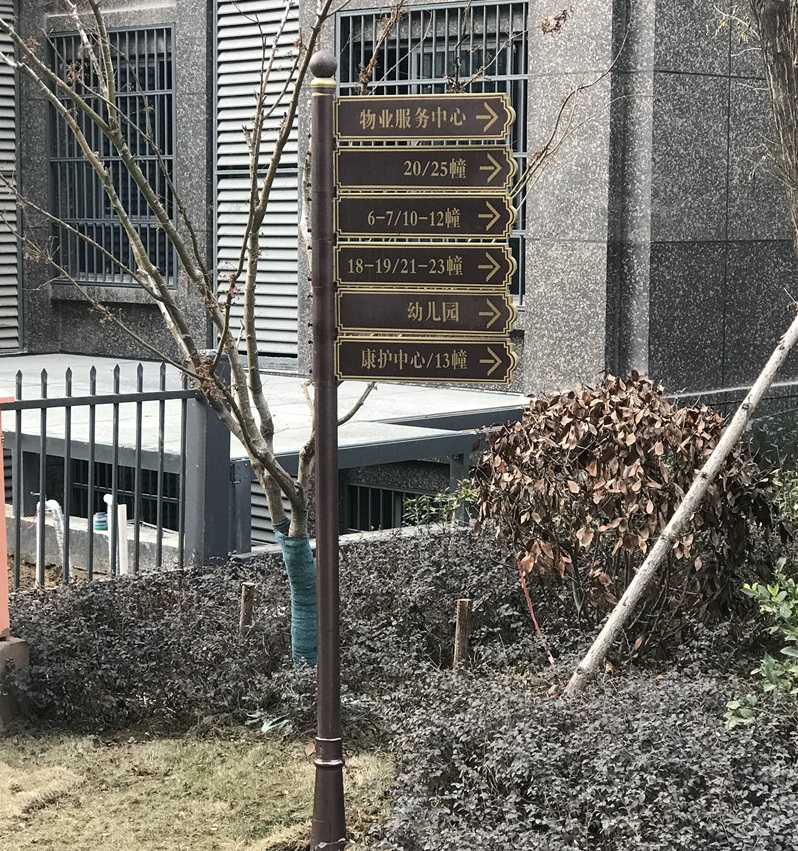 物业服务中心 →
20/25幢 →
6-7/10-12幢 →
18-19/21-23幢 →
幼儿园 →
康护中心/13幢 →